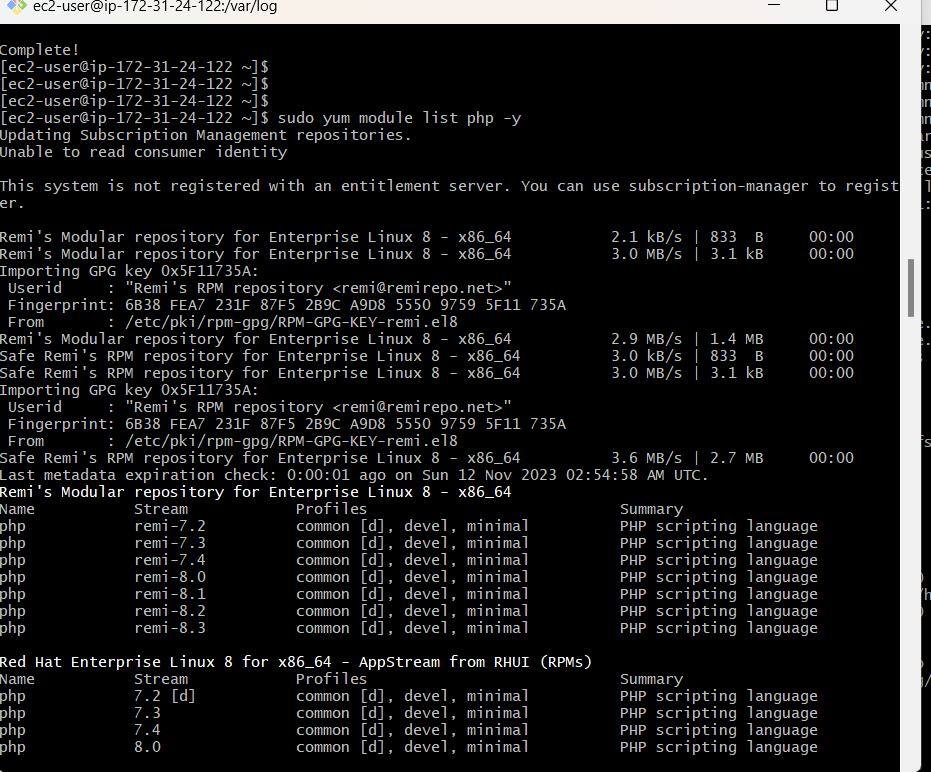 ec2-user@ip-172-31-24-122:/var/log
Complete!
[ec2-user@ip-172-31-24-122 ~]$
[ec2-user@ip-172-31-24-122 ~]$
[ec2-user@ip-172-31-24-122 ~]$
[ec2-user@ip-172-31-24-122 ~]$ sudo yum module list php -y
Updating Subscription Management repositories.
Unable to read consumer identity
This system is not registered with an entitlement server. You can use subscription-manager to regist
er.
Remi's Modular repository for Enterprise Linux 8 - x86_64 2.1 kB/s | 833 B 00:00
Remi's Modular repository for Enterprise Linux 8 - x86_64 3.0 MB/s | 3.1 kB 00:00
Importing GPG key 0x5F11735A:
Userid : "Remi's RPM repository <remi@remirepo.net>"
Fingerprint: 6B38 FEA7 231F 87F5 2B9C A9D8 5550 9759 5F11 735A
From : /etc/pki/rpm-gpg/RPM-GPG-KEY-remi.el8
Remi's Modular repository for Enterprise Linux 8 - x86_64 2.9 MB/s | 1.4 MB 00:00
Safe Remi's RPM repository for Enterprise Linux 8 - x86_64 3.0 kB/s | 833 B 00:00
Safe Remi's RPM repository for Enterprise Linux 8 - x86_64 3.0 MB/s | 3.1 kB 00:00
Importing GPG key 0x5F11735A:
Userid : "Remi's RPM repository <remi@remirepo.net>"
Fingerprint: 6B38 FEA7 231F 87F5 2B9C A9D8 5550 9759 5F11 735A
From : /etc/pki/rpm-gpg/RPM-GPG-KEY-remi.el8
Safe Remi's RPM repository for Enterprise Linux 8 - x86_64 3.6 MB/s | 2.7 MB 00:00
Last metadata expiration check: 0:00:01 ago on Sun 12 Nov 2023 02:54:58 AM UTC.
Remi's Modular repository for Enterprise Linux 8 - x86_64
Name Stream Profiles Summary
php remi-7.2 common [d], devel, minimal PHP scripting language
php remi-7.3 common [d], devel, minimal PHP scripting language
php remi-7.4 common [d], devel, minimal PHP scripting language
php remi-8.0 common [d], devel, minimal PHP scripting language
php remi-8.1 common [d], devel, minimal PHP scripting language
php remi-8.2 common [d], devel, minimal PHP scripting language
php remi-8.3 common [d], devel, minimal PHP scripting language
Red Hat Enterprise Linux 8 for x86_64 - AppStream from RHUI (RPMs)
Name Stream Profiles Summary
php 7.2 [d] common [d], devel, minimal PHP scripting language
php 7.3 common [d], devel, minimal PHP scripting language
php 7.4 common [d], devel, minimal PHP scripting language
php 8.0 common [d], devel, minimal PHP scripting language